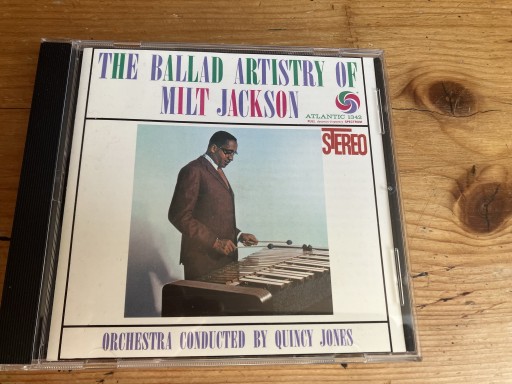 THE BALLAD ARTISTRY OF
MILT JACKSON
ATLANTIC 1342
STEREO
ORCHESTRA CONDUCTED BY QUINCY JONES